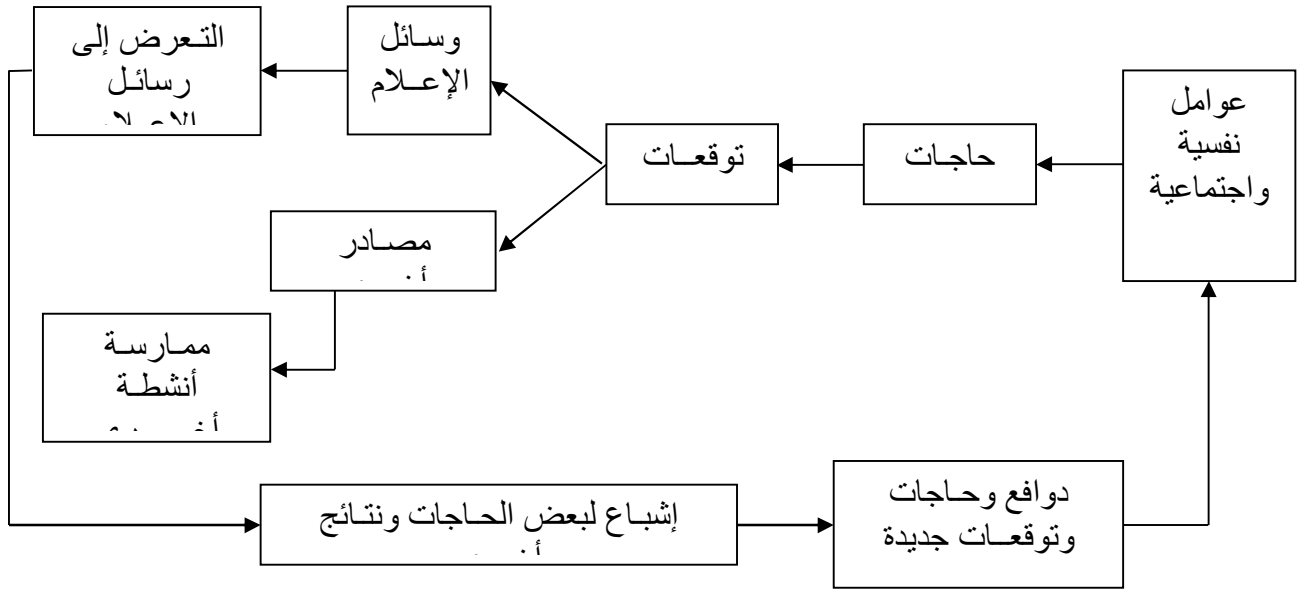 عوامل
نفسية
واجتماعية
حاجات
توقعات
وسائل
الإعلام
التعرض إلى
رسائل
مصادر
ممارسة
أنشطة
إشباع لبعض الحاجات ونتائج
دوافع وحاجات
وتوقعات جديدة